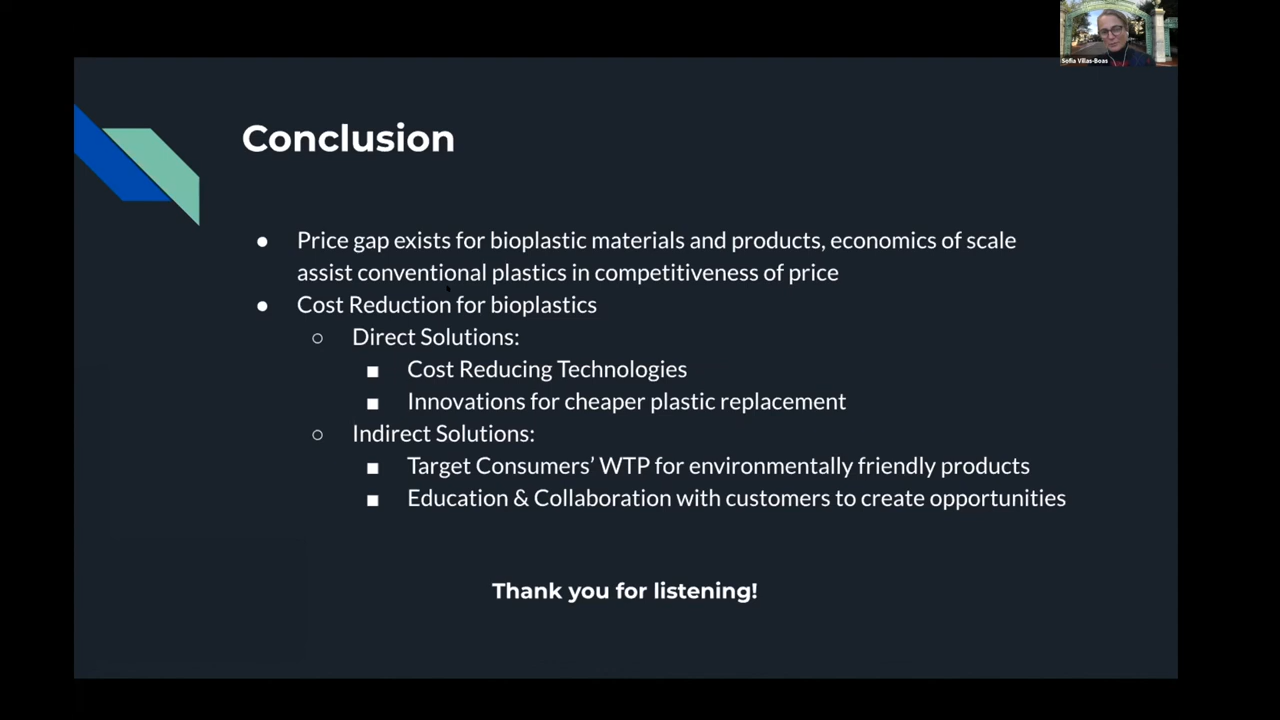 Sofia Villas-Boas
Conclusion
● Price gap exists for bioplastic materials and products, economics of scale
assist conventional plastics in competitiveness of price
● Cost Reduction for bioplastics
○ Direct Solutions:
■ Cost Reducing Technologies
■ Innovations for cheaper plastic replacement
○ Indirect Solutions:
■ Target Consumers’ WTP for environmentally friendly products
■ Education & Collaboration with customers to create opportunities
Thank you for listening!